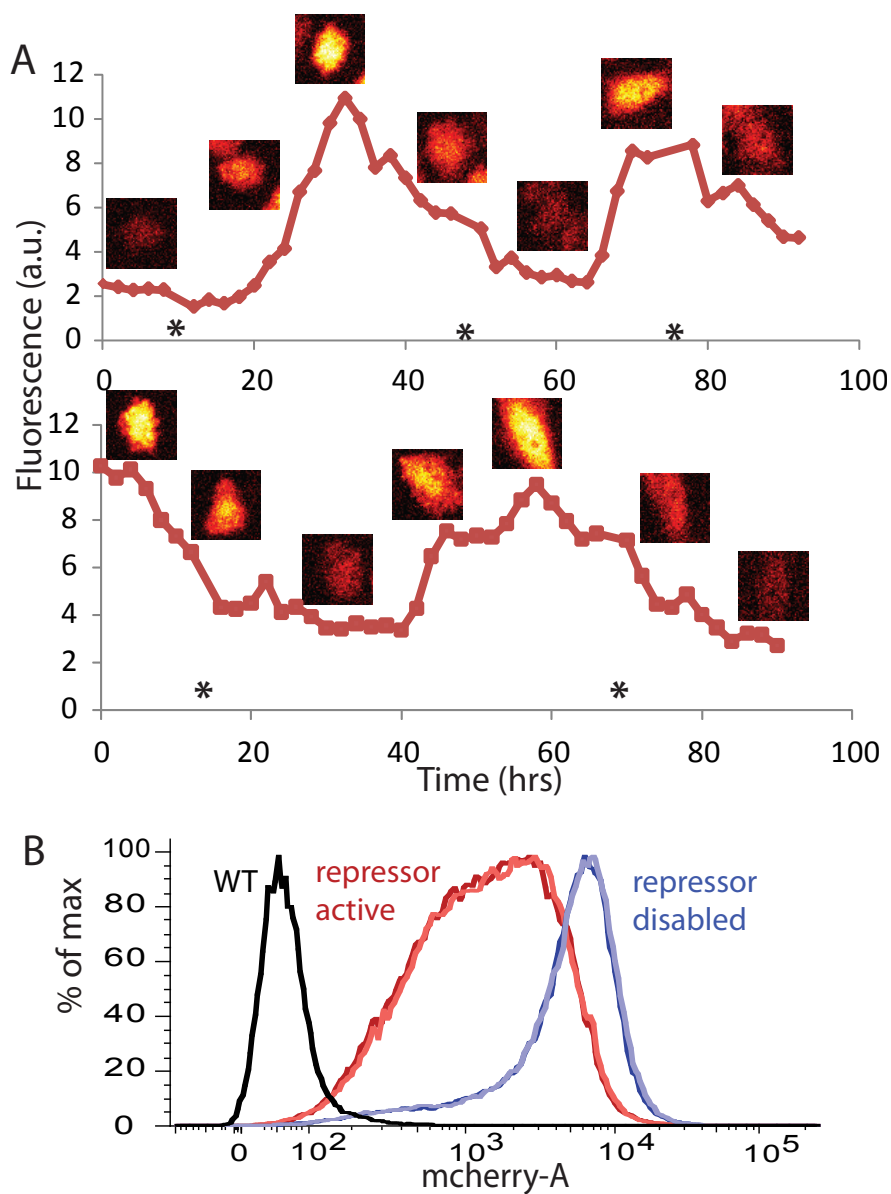 A
Fluorescence (a.u.)
12
10
8
6
4
2
0
* * *
0 20 40 60 80 100
12
10
8
6
4
2
0
* *
0 20 40 60 80 100
Time (hrs)
B
% of max
100
80
60
40
20
0
WT
repressor
active
repressor
disabled
0 10² 10³ 10⁴ 10⁵
mcherry-A